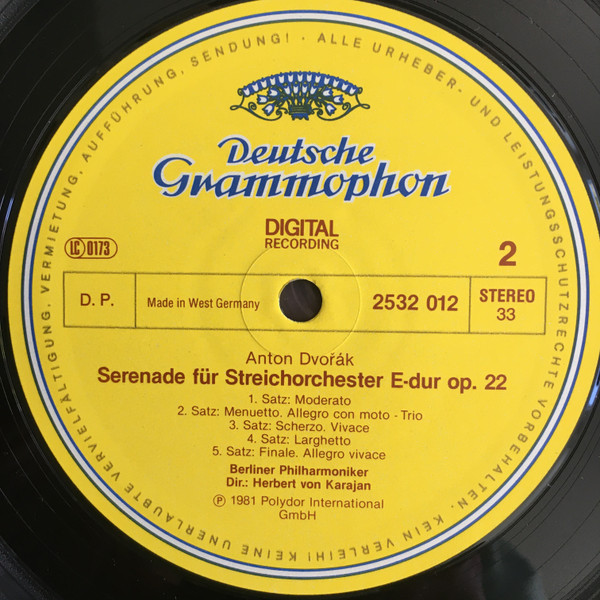 KEINE UNERLAUBTE VERVIELFÄLTIGUNG, VERMIETUNG, AUFFÜHRUNG, SENDUNG! · ALLE URHEBER- UND LEISTUNGSSCHUTZRECHTE VORBEHALTEN. KEIN VERLEIH!
Deutsche
Grammophon
DIGITAL
RECORDING
LC 0173
2
D. P.
Made in West Germany
2532 012
STEREO
33
Anton Dvořák
Serenade für Streichorchester E-dur op. 22
1. Satz: Moderato
2. Satz: Menuetto. Allegro con moto - Trio
3. Satz: Scherzo. Vivace
4. Satz: Larghetto
5. Satz: Finale. Allegro vivace
Berliner Philharmoniker
Dir.: Herbert von Karajan
Ⓟ 1981 Polydor International
GmbH